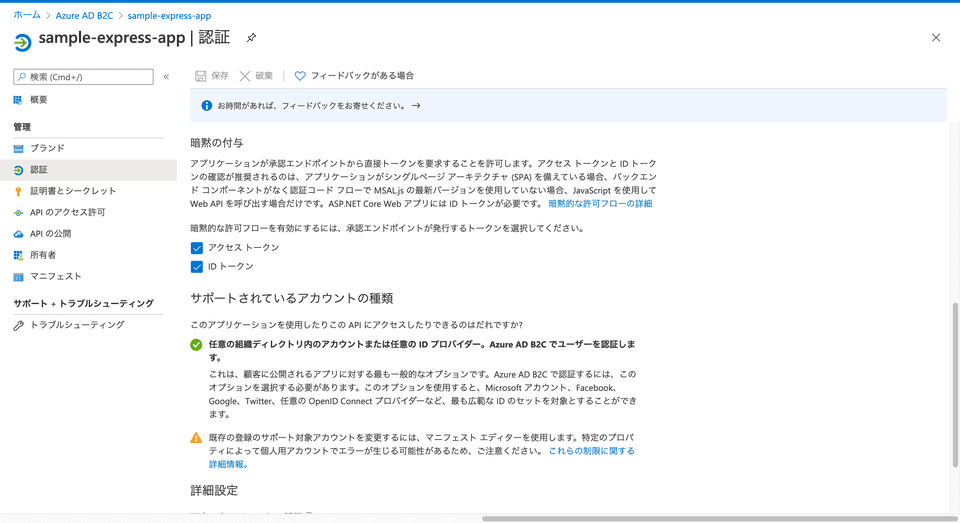 ホーム > Azure AD B2C > sample-express-app
sample-express-app | 認証
検索 (Cmd+/)
«
概要
管理
ブランド
認証
証明書とシークレット
API のアクセス許可
API の公開
所有者
マニフェスト
サポート + トラブルシューティング
トラブルシューティング
保存
破棄
フィードバックがある場合
お時間があれば、フィードバックをお寄せください。 →
暗黙の付与
アプリケーションが承認エンドポイントから直接トークンを要求することを許可します。アクセス トークンと ID トーク
ンの確認が推奨されるのは、アプリケーションがシングルページ アーキテクチャ (SPA) を備えている場合、バックエン
ド コンポーネントがなく認証コード フローで MSAL.js の最新バージョンを使用していない場合、JavaScript を使用して
Web API を呼び出す場合だけです。ASP.NET Core Web アプリには ID トークンが必要です。 暗黙的な許可フローの詳細
暗黙的な許可フローを有効にするには、承認エンドポイントが発行するトークンを選択してください。
アクセス トークン
ID トークン
サポートされているアカウントの種類
このアプリケーションを使用したりこの API にアクセスしたりできるのはだれですか?
任意の組織ディレクトリ内のアカウントまたは任意の ID プロバイダー。Azure AD B2C でユーザーを認証しま
す。
これは、顧客に公開されるアプリに対する最も一般的なオプションです。Azure AD B2C で認証するには、この
オプションを選択する必要があります。このオプションを使用すると、Microsoft アカウント、Facebook、
Google、Twitter、任意の OpenID Connect プロバイダーなど、最も広範な ID のセットを対象とすることができ
ます。
既存の登録のサポート対象アカウントを変更するには、マニフェスト エディターを使用します。特定のプロパ
ティによって個人用アカウントでエラーが生じる可能性があるため、ご注意ください。 これらの制限に関する
詳細情報。
詳細設定